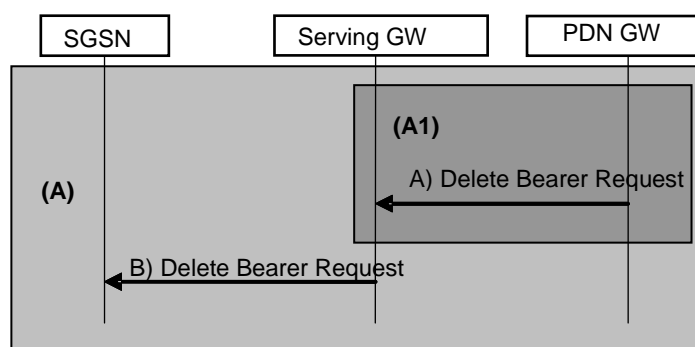 SGSN
Serving GW
PDN GW
(A1)
(A)
A) Delete Bearer Request
B) Delete Bearer Request